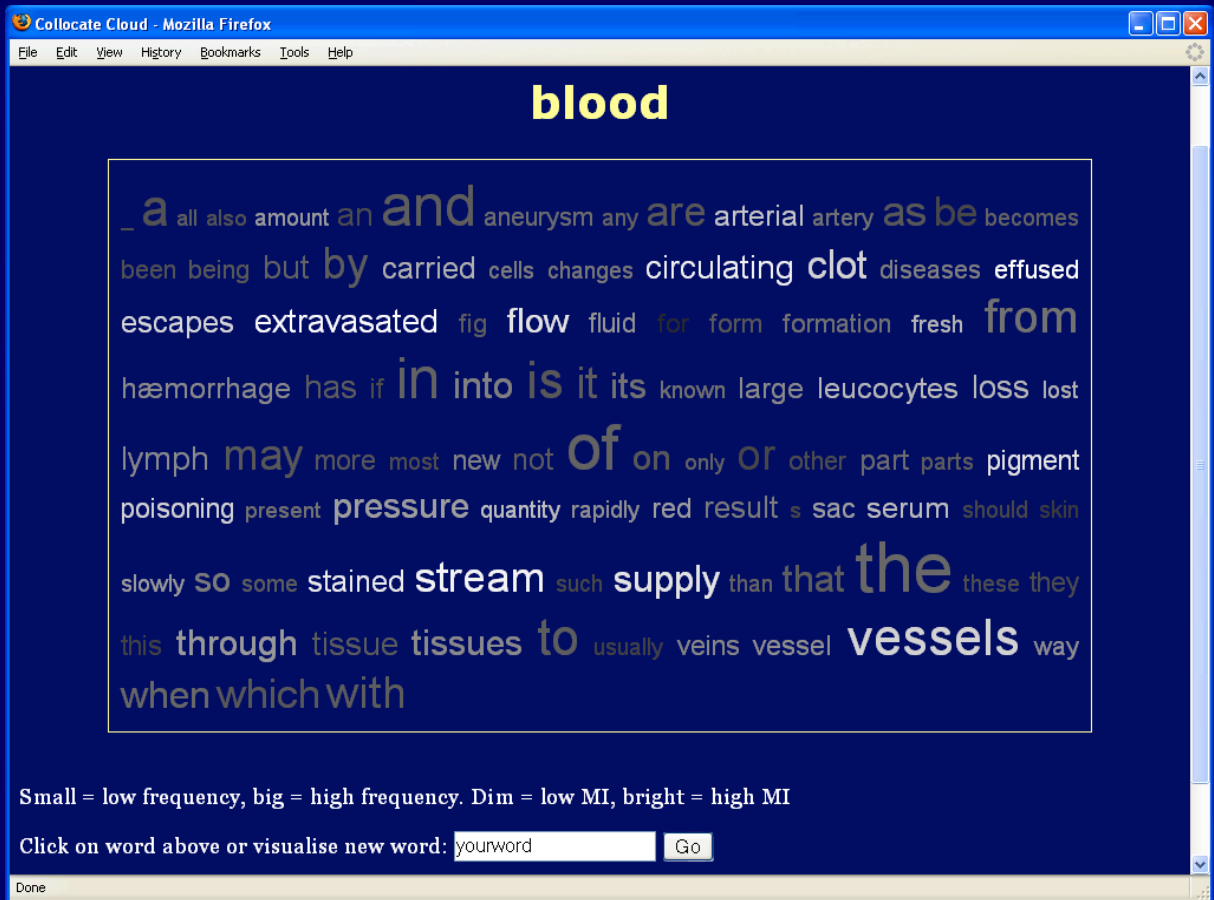 Collocate Cloud - Mozilla Firefox
File Edit View History Bookmarks Tools Help
blood
_ a all also amount an and aneurysm any are arterial artery as be becomes
been being but by carried cells changes circulating clot diseases effused
escapes extravasated fig flow fluid for form formation fresh from
hæmorrhage has if in into is it its known large leucocytes loss lost
lymph may more most new not of on only or other part parts pigment
poisoning present pressure quantity rapidly red result s sac serum should skin
slowly so some stained stream such supply than that the these they
this through tissue tissues to usually veins vessel vessels way
when which with
Small = low frequency, big = high frequency. Dim = low MI, bright = high MI
Click on word above or visualise new word: yourword Go
Done